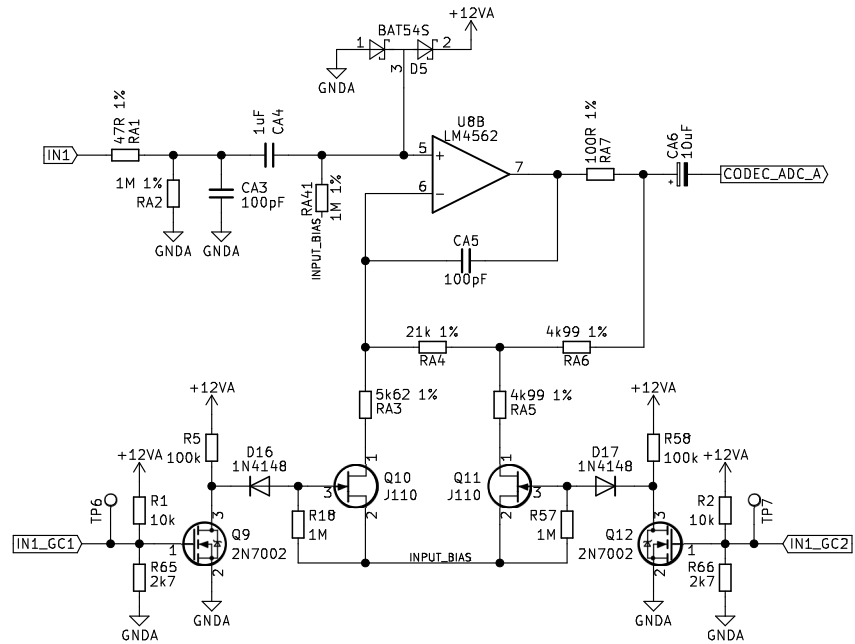 +12VA
BAT54S
1
2
3
D5
GNDA
47R 1%
RA1
1uF
CA4
U8B
LM4562
100R 1%
RA7
CA6
10uF
IN1
5
+
7
6
−
+
CODEC_ADC_A
1M 1%
RA2
CA3
100pF
RA41
1M 1%
INPUT_BIAS
GNDA
GNDA
CA5
100pF
21k 1%
RA4
4k99 1%
RA6
5k62 1%
RA3
4k99 1%
RA5
+12VA
+12VA
R5
100k
D16
1N4148
D17
1N4148
R58
100k
+12VA
+12VA
1
Q10
J110
3
2
1
Q11
J110
3
2
TP6
R1
10k
R18
1M
R57
1M
R2
10k
TP7
IN1_GC1
1
3
Q9
2N7002
2
INPUT_BIAS
Q12
2N7002
3
1
2
IN1_GC2
R65
2k7
R66
2k7
GNDA
GNDA
GNDA
GNDA